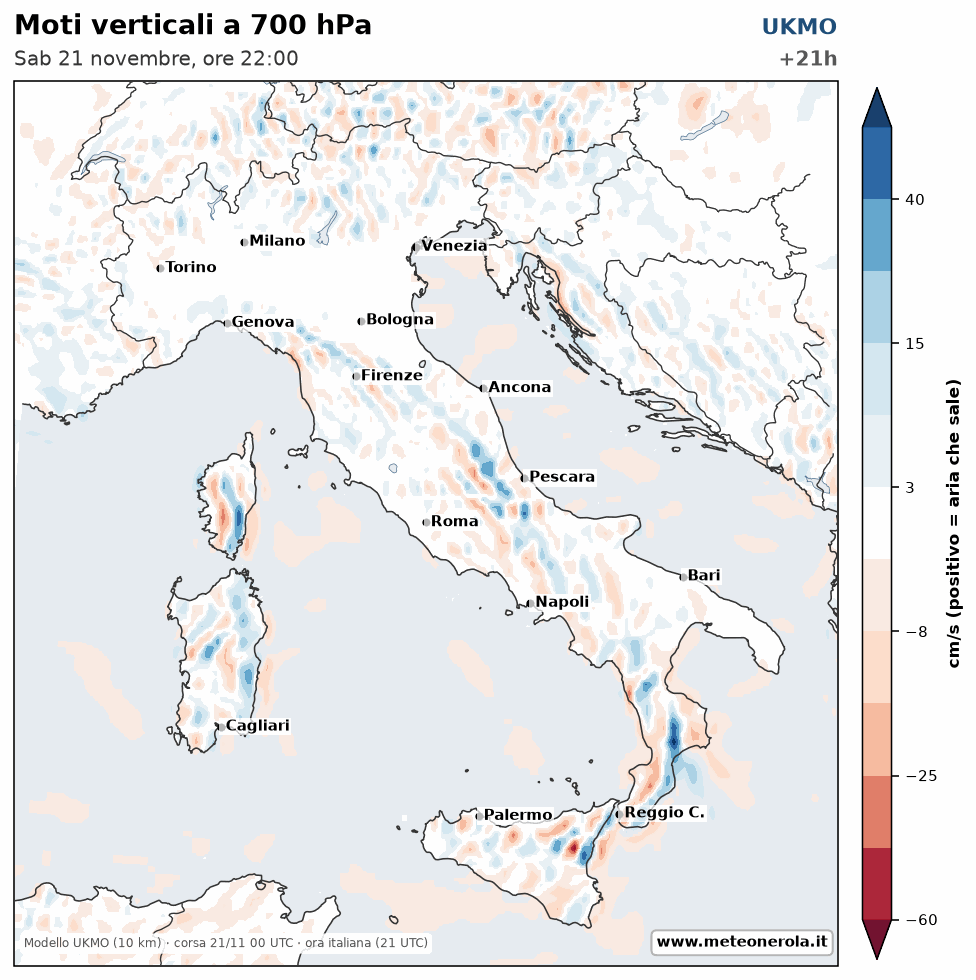 Moti verticali a 700 hPa
UKMO
Sab 21 novembre, ore 22:00
+21h
Milano
Venezia
Torino
Genova
Bologna
Firenze
Ancona
Pescara
Roma
Bari
Napoli
Cagliari
Palermo
Reggio C.
40
15
3
−8
−25
−60
cm/s (positivo = aria che sale)
Modello UKMO (10 km) · corsa 21/11 00 UTC · ora italiana (21 UTC)
www.meteonerola.it